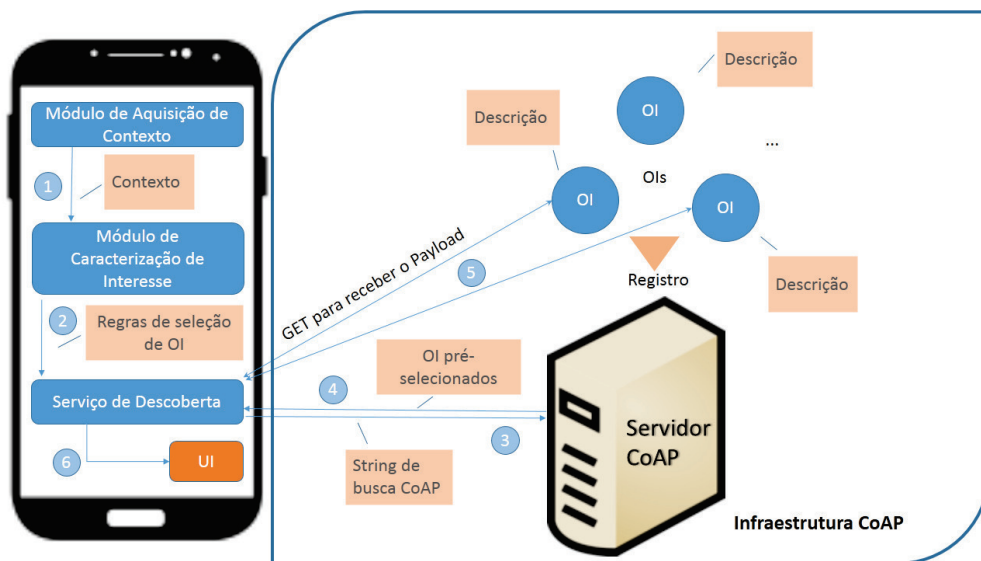 Módulo de Aquisição de
Contexto
1
Contexto
Módulo de
Caracterização de
Interesse
2
Regras de seleção
de OI
Serviço de Descoberta
6
UI
Descrição
OI
Descrição
...
OIs
OI
OI
GET para receber o Payload
5
Registro
Descrição
OI pré-
selecionados
4
3
String de
busca CoAP
Servidor
CoAP
Infraestrutura CoAP